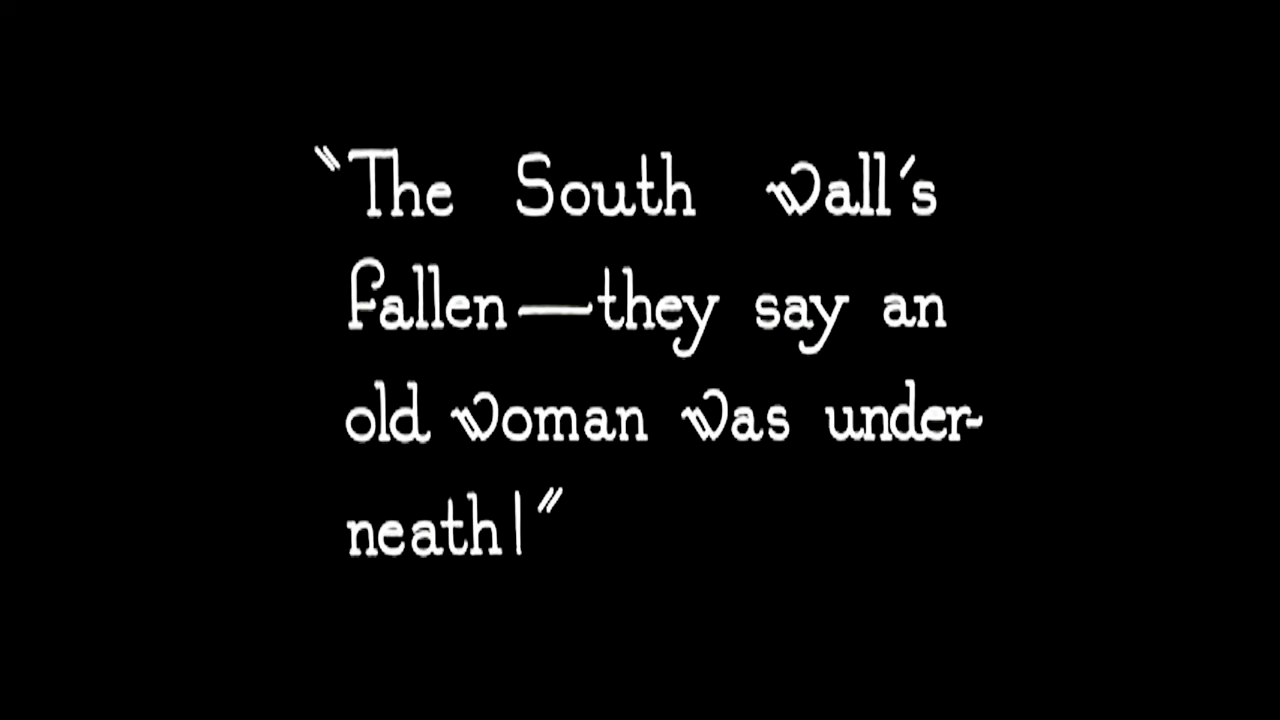 "The South wall's
fallen—they say an
old woman was under-
neath!"